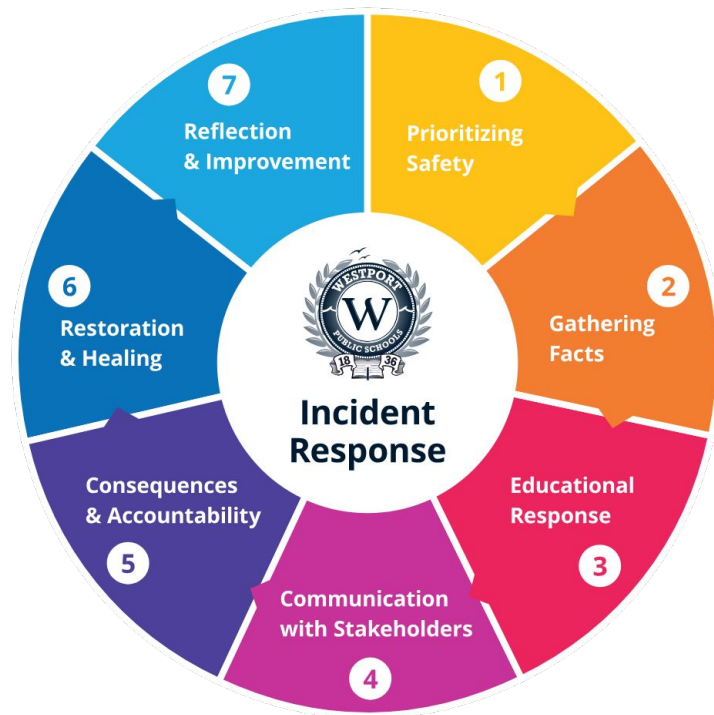 1
Prioritizing
Safety
2
Gathering
Facts
3
Educational
Response
4
Communication
with Stakeholders
5
Consequences
& Accountability
6
Restoration
& Healing
7
Reflection
& Improvement
WESTPORT
W
PUBLIC SCHOOLS
18 36
Incident
Response